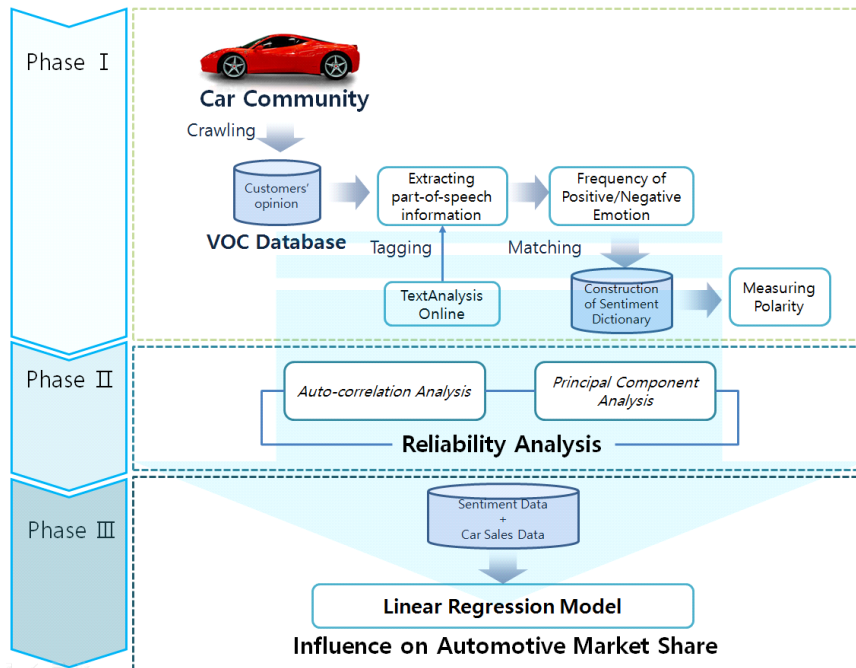 Phase Ⅰ
Car Community
Crawling
Customers'
opinion
VOC Database
Extracting
part-of-speech
information
Frequency of
Positive/Negative
Emotion
Tagging
Matching
TextAnalysis
Online
Construction
of Sentiment
Dictionary
Measuring
Polarity
Phase Ⅱ
Auto-correlation Analysis
Principal Component
Analysis
Reliability Analysis
Phase Ⅲ
Sentiment Data
+
Car Sales Data
Linear Regression Model
Influence on Automotive Market Share